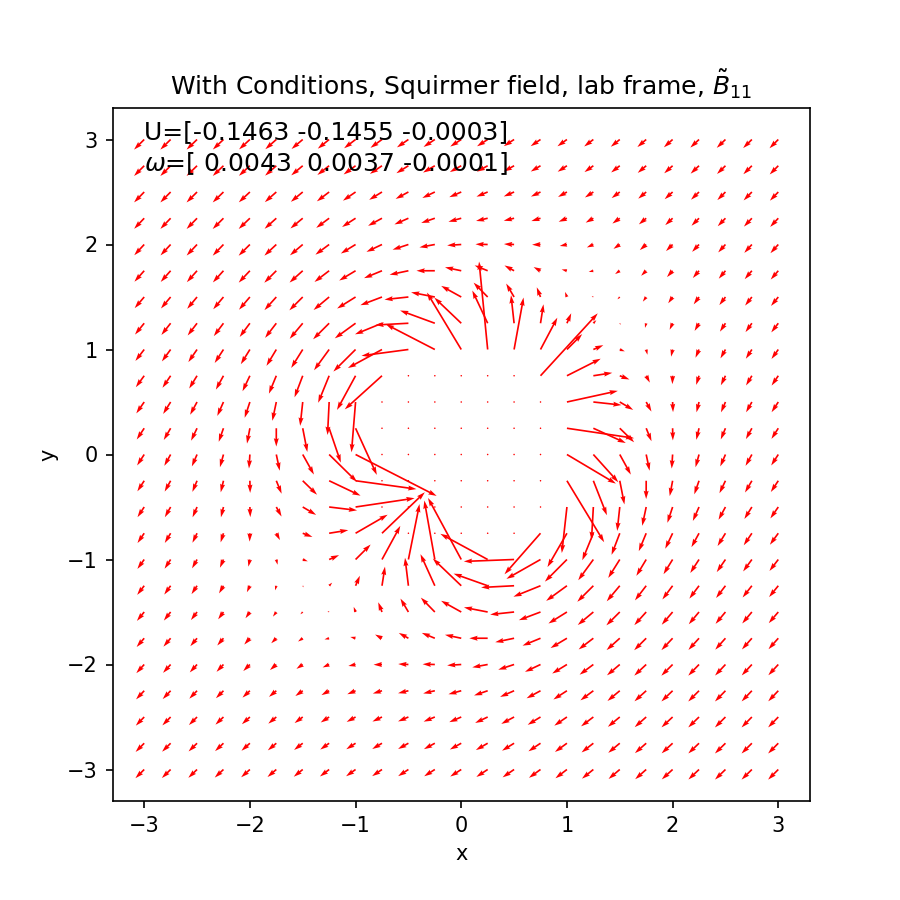 With Conditions, Squirmer field, lab frame, B̃₁₁
U=[-0.1463 -0.1455 -0.0003]
ω=[ 0.0043  0.0037 -0.0001]
3
2
1
0
−1
−2
−3
y
−3 −2 −1 0 1 2 3
x